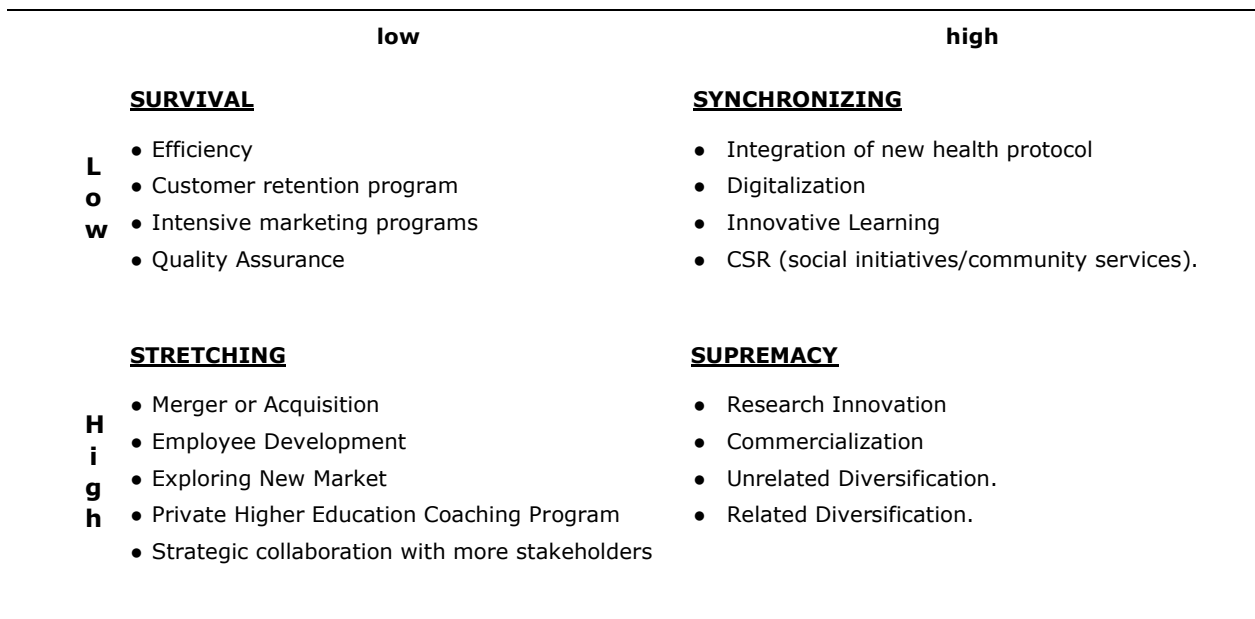 low
high
SURVIVAL
● Efficiency
● Customer retention program
● Intensive marketing programs
● Quality Assurance
SYNCHRONIZING
● Integration of new health protocol
● Digitalization
● Innovative Learning
● CSR (social initiatives/community services).
Low
STRETCHING
● Merger or Acquisition
● Employee Development
● Exploring New Market
● Private Higher Education Coaching Program
● Strategic collaboration with more stakeholders
SUPREMACY
● Research Innovation
● Commercialization
● Unrelated Diversification.
● Related Diversification.
High